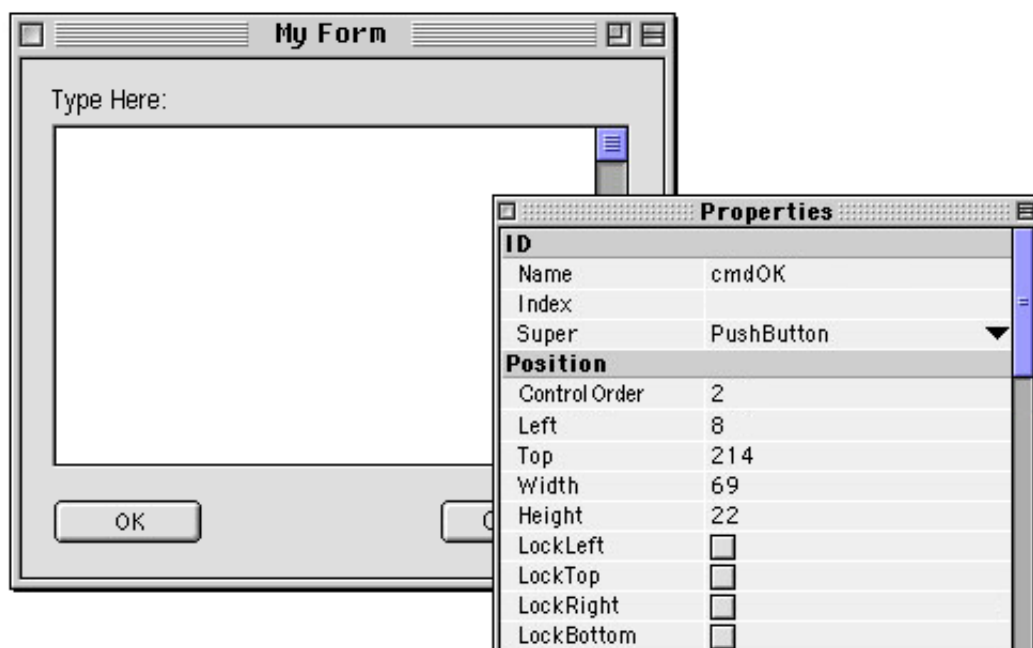 My Form
Type Here:
OK
Properties
ID
Name cmdOK
Index
Super PushButton
Position
Control Order 2
Left 8
Top 214
Width 69
Height 22
LockLeft
LockTop
LockRight
LockBottom